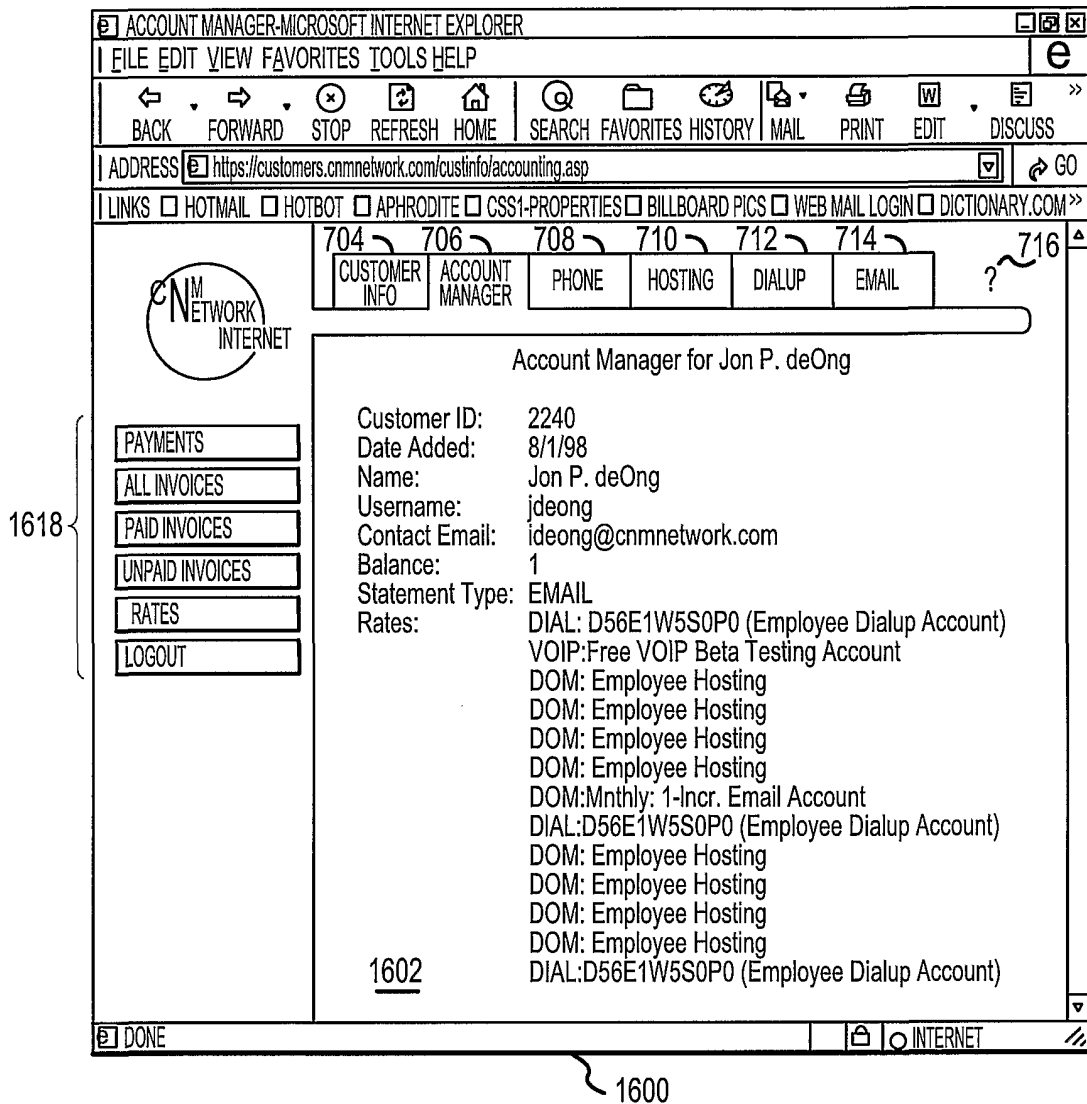 ACCOUNT MANAGER-MICROSOFT INTERNET EXPLORER
FILE EDIT VIEW FAVORITES TOOLS HELP
e
BACK FORWARD STOP REFRESH HOME SEARCH FAVORITES HISTORY MAIL PRINT EDIT DISCUSS »
ADDRESS https://customers.cnmnetwork.com/custinfo/accounting.asp GO
LINKS HOTMAIL HOTBOT APHRODITE CSS1-PROPERTIES BILLBOARD PICS WEB MAIL LOGIN DICTIONARY.COM »
704 706 708 710 712 714 716
CUSTOMER INFO ACCOUNT MANAGER PHONE HOSTING DIALUP EMAIL ?
CNM
NETWORK
INTERNET
1618
PAYMENTS
ALL INVOICES
PAID INVOICES
UNPAID INVOICES
RATES
LOGOUT
Account Manager for Jon P. deOng
Customer ID: 2240
Date Added: 8/1/98
Name: Jon P. deOng
Username: jdeong
Contact Email: ideong@cnmnetwork.com
Balance: 1
Statement Type: EMAIL
Rates: DIAL: D56E1W5S0P0 (Employee Dialup Account)
VOIP:Free VOIP Beta Testing Account
DOM: Employee Hosting
DOM: Employee Hosting
DOM: Employee Hosting
DOM: Employee Hosting
DOM:Mnthly: 1-Incr. Email Account
DIAL:D56E1W5S0P0 (Employee Dialup Account)
DOM: Employee Hosting
DOM: Employee Hosting
DOM: Employee Hosting
DOM: Employee Hosting
1602 DIAL:D56E1W5S0P0 (Employee Dialup Account)
DONE INTERNET
1600